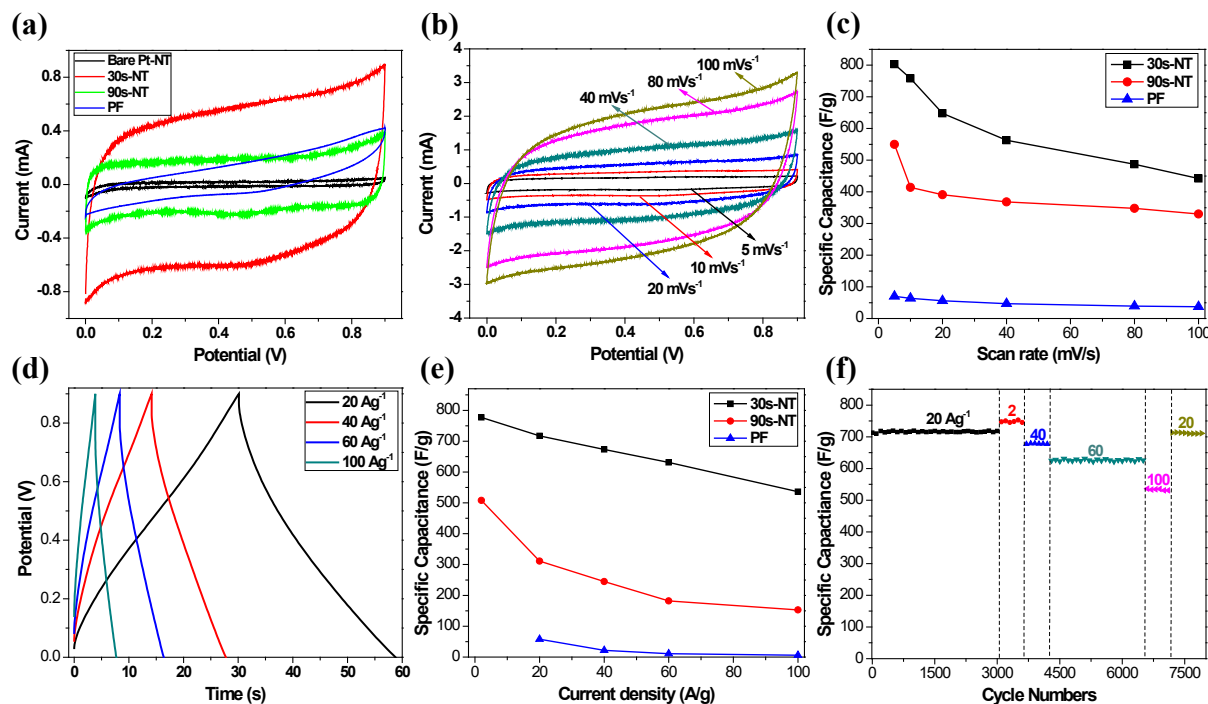 (a)
Bare Pt-NT
30s-NT
90s-NT
PF
0.8
0.4
0.0
-0.4
-0.8
Current (mA)
0.0 0.2 0.4 0.6 0.8
Potential (V)
(b)
100 mVs-1
80 mVs-1
40 mVs-1
5 mVs-1
10 mVs-1
20 mVs-1
4
3
2
1
0
-1
-2
-3
-4
Current (mA)
0.0 0.2 0.4 0.6 0.8
Potential (V)
(c)
30s-NT
90s-NT
PF
900
800
700
600
500
400
300
200
100
0
Specific Capacitance (F/g)
0 20 40 60 80 100
Scan rate (mV/s)
(d)
20 Ag-1
40 Ag-1
60 Ag-1
100 Ag-1
0.9
0.6
0.3
0.0
Potential (V)
0 10 20 30 40 50 60
Time (s)
(e)
30s-NT
90s-NT
PF
900
800
700
600
500
400
300
200
100
0
Specific Capacitance (F/g)
0 20 40 60 80 100
Current density (A/g)
(f)
20 Ag-1
2
40
60
100
20
900
800
700
600
500
400
300
200
100
0
Specific Capactiance (F/g)
0 1500 3000 4500 6000 7500
Cycle Numbers